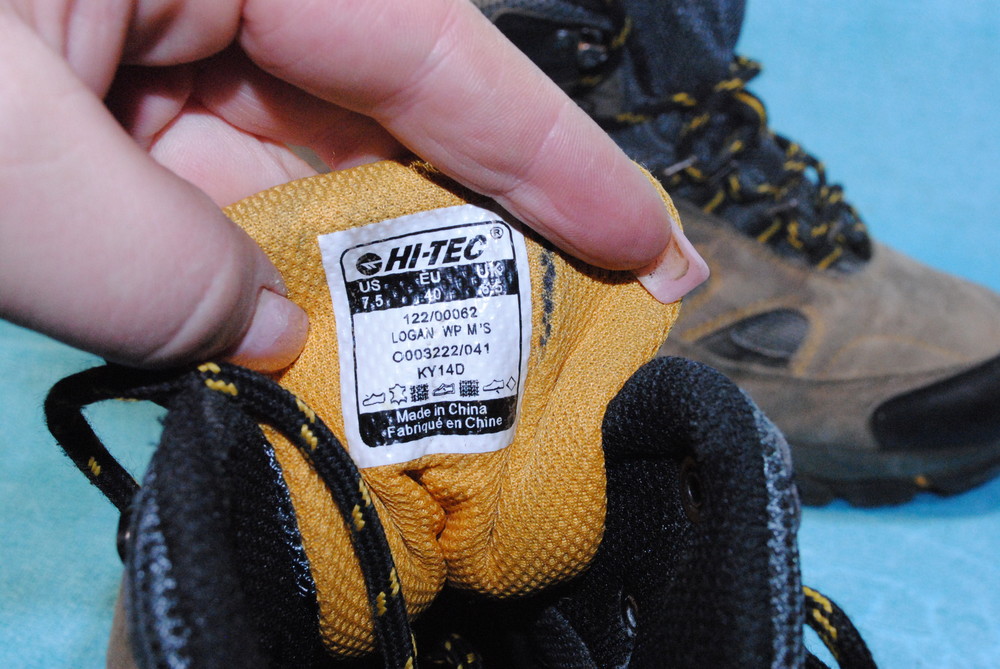 HI-TEC®
US EU UK
7.5 40 6.5
122/00062
LOGAN WP M'S
O003222/041
KY14D
Made in China
Fabriqué en Chine